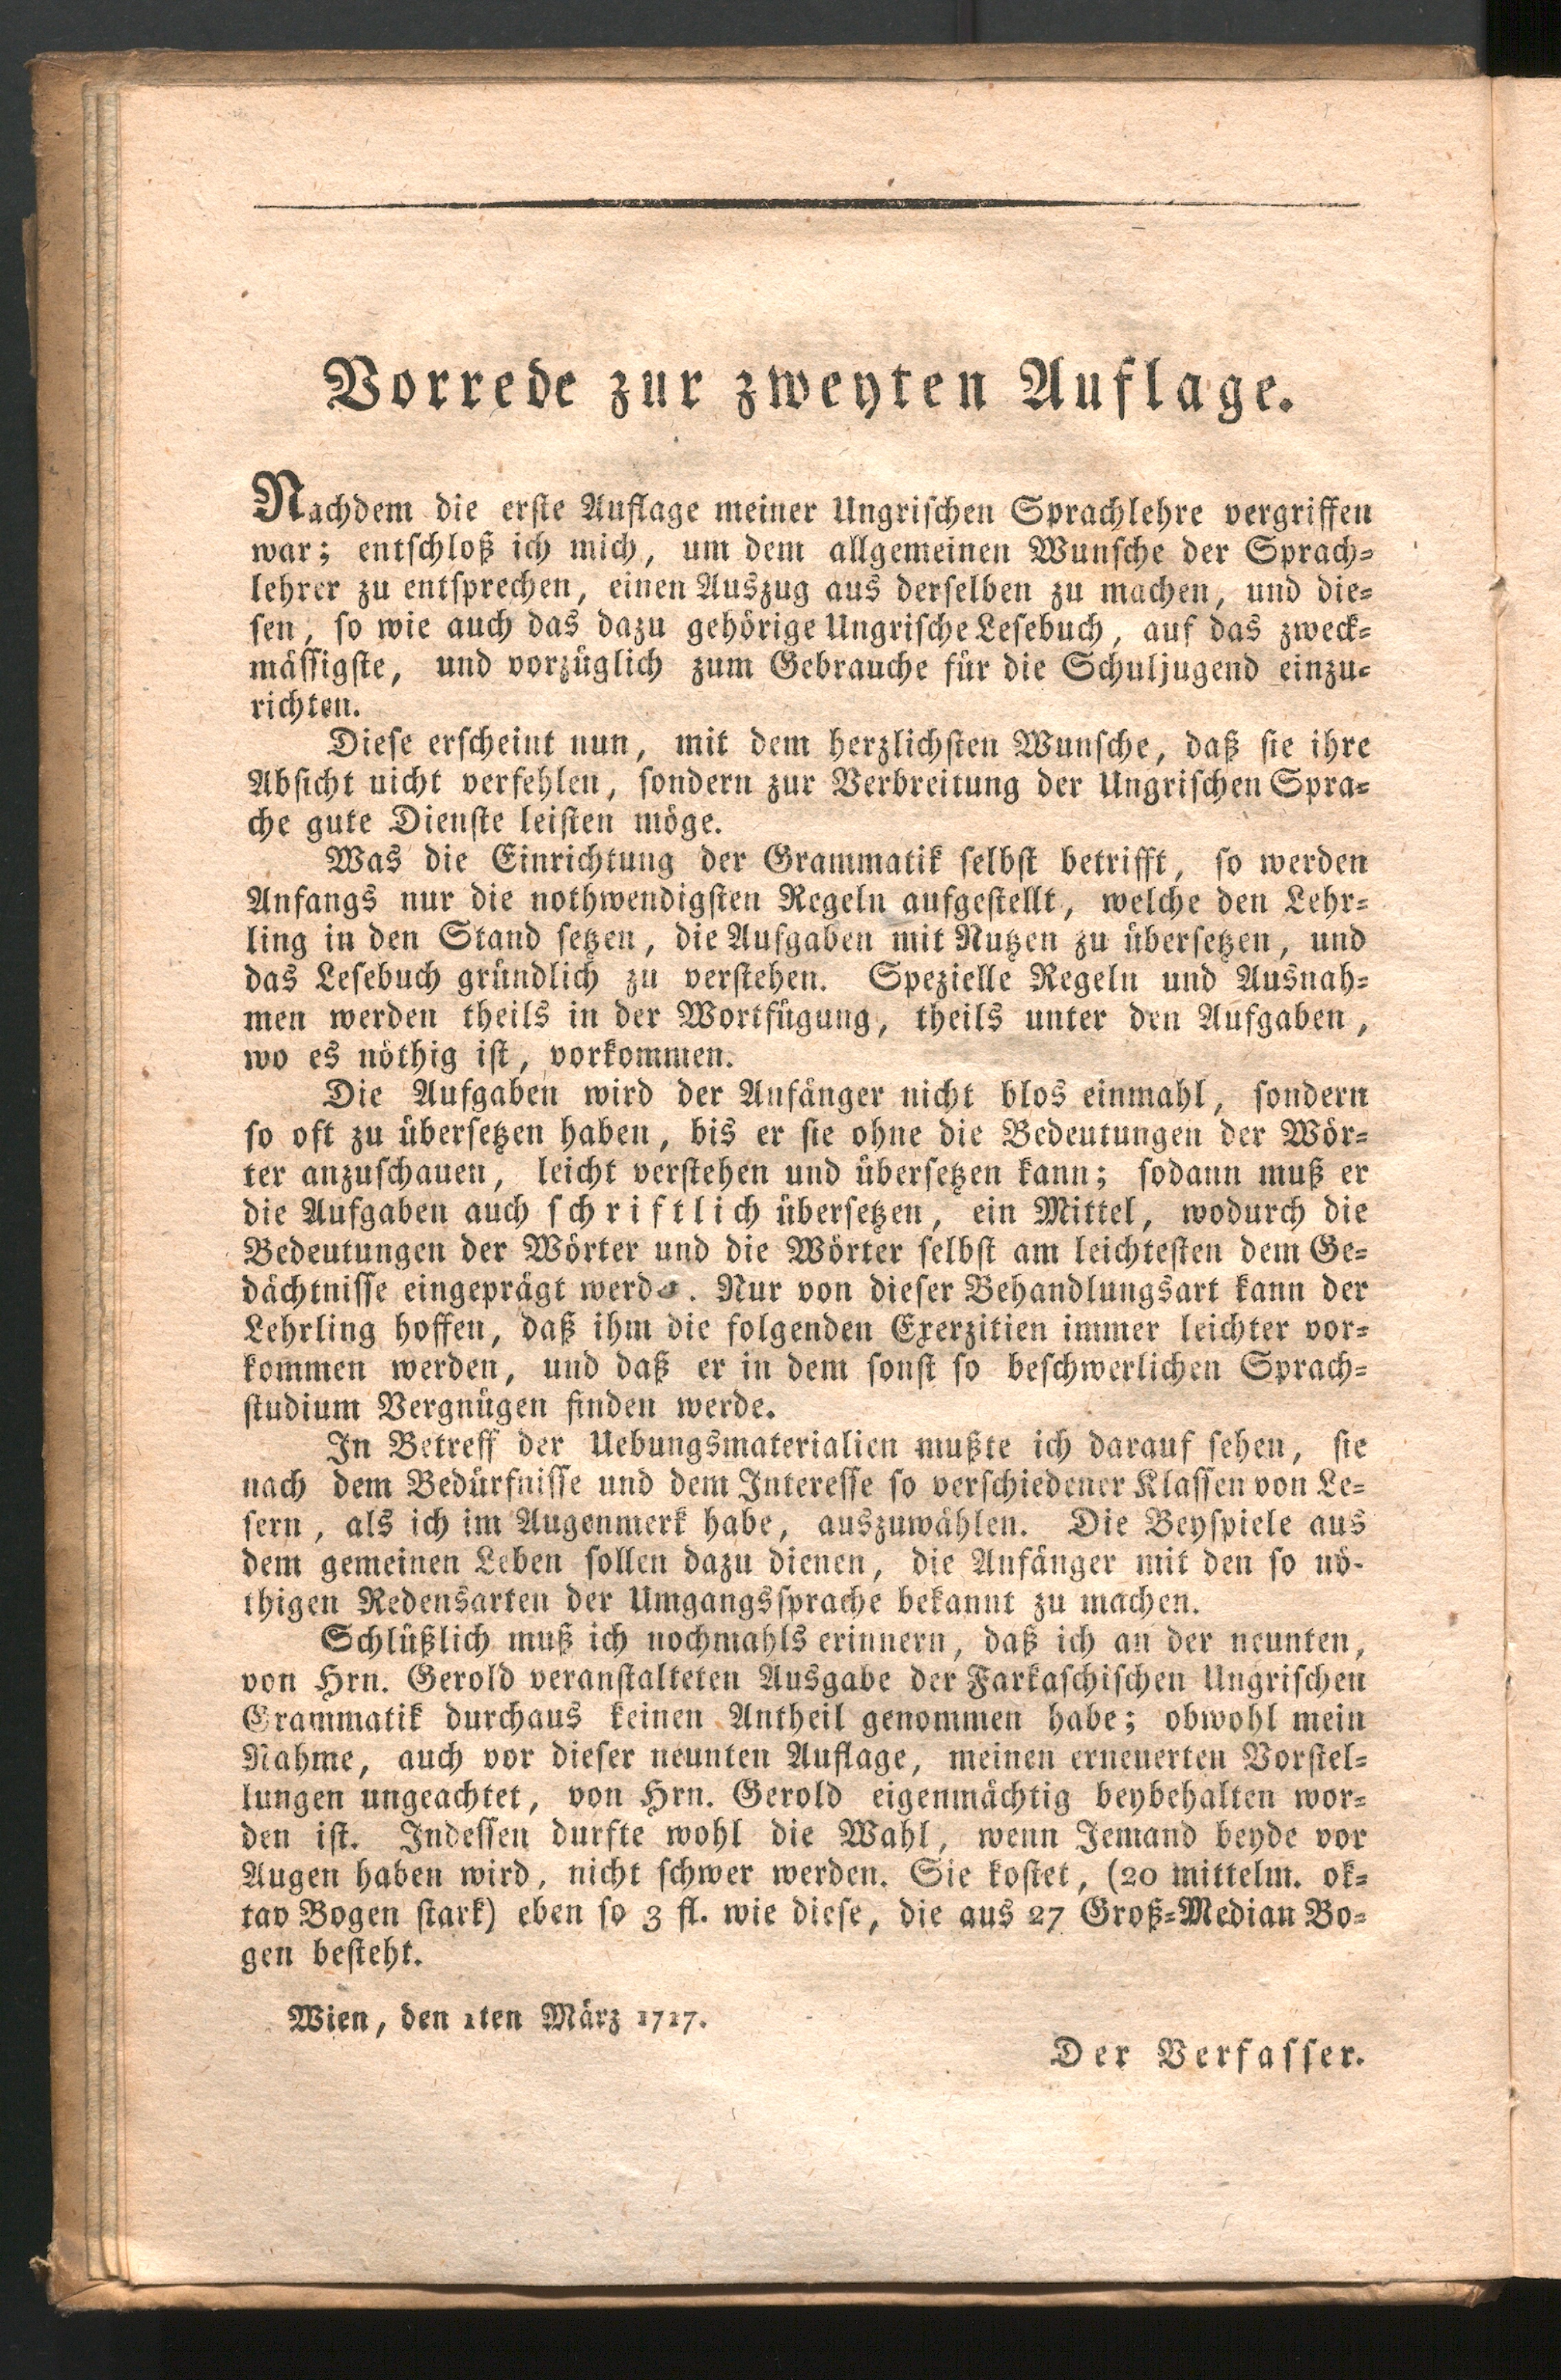 Vorrede zur zweyten Auflage.
Nachdem die erste Auflage meiner Ungrischen Sprachlehre vergriffen
war; entschloß ich mich, um dem allgemeinen Wunsche der Sprach-
lehrer zu entsprechen, einen Auszug aus derselben zu machen, und die-
sen, so wie auch das dazu gehörige Ungrische Lesebuch, auf das zweck-
mässigste, und vorzüglich zum Gebrauche für die Schuljugend einzu-
richten.
Diese erscheint nun, mit dem herzlichsten Wunsche, daß sie ihre
Absicht nicht verfehlen, sondern zur Verbreitung der Ungrischen Spra-
che gute Dienste leisten möge.
Was die Einrichtung der Grammatik selbst betrifft, so werden
Anfangs nur die nothwendigsten Regeln aufgestellt, welche den Lehr-
ling in den Stand setzen, die Aufgaben mit Nutzen zu übersetzen, und
das Lesebuch gründlich zu verstehen. Spezielle Regeln und Ausnah-
men werden theils in der Wortfügung, theils unter den Aufgaben,
wo es nöthig ist, vorkommen.
Die Aufgaben wird der Anfänger nicht blos einmahl, sondern
so oft zu übersetzen haben, bis er sie ohne die Bedeutungen der Wör-
ter anzuschauen, leicht verstehen und übersetzen kann; sodann muß er
die Aufgaben auch schriftlich übersetzen, ein Mittel, wodurch die
Bedeutungen der Wörter und die Wörter selbst am leichtesten dem Ge-
dächtnisse eingeprägt . Nur von dieser Behandlungsart kann der
Lehrling hoffen, daß ihm die folgenden Exerzitien immer leichter vor-
kommen werden, und daß er in dem sonst so beschwerlichen Sprach-
studium Vergnügen finden werde.
In Betreff der Uebungsmaterialien mußte ich darauf sehen, sie
nach dem Bedürfnisse und dem Interesse so verschiedener Klassen von Le-
sern, als ich im Augenmerk habe, auszuwählen. Die Beyspiele aus
dem gemeinen Leben sollen dazu dienen, die Anfänger mit den so nö-
thigen Redensarten der Umgangssprache bekannt zu machen.
Schlüßlich muß ich nochmahls erinnern, daß ich an der neunten,
von Hrn. Gerold veranstalteten Ausgabe der Farkaschischen Ungrischen
Grammatik durchaus keinen Antheil genommen habe; obwohl mein
Nahme, auch vor dieser neunten Auflage, meinen erneuerten Vorstel-
lungen ungeachtet, von Hrn. Gerold eigenmächtig beybehalten wor-
den ist. Indessen durfte wohl die Wahl, wenn Jemand beyde vor
Augen haben wird, nicht schwer werden. Sie kostet, (20 mittelm. ok-
tav Bogen stark) eben so 3 fl. wie diese, die aus 27 Groß-Median Bo-
gen besteht.
Wien, den 1ten März 1717.
Der Verfasser.